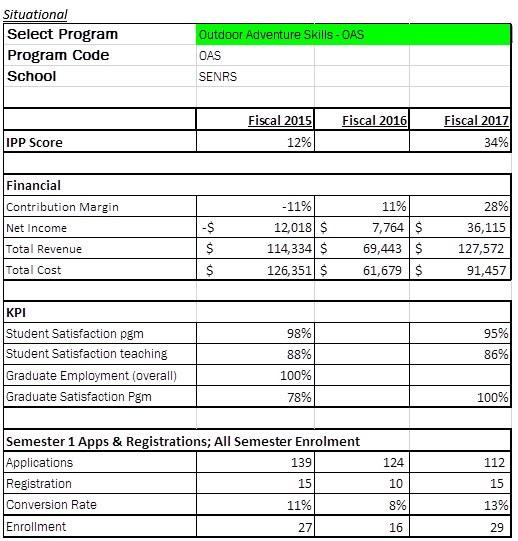 Situational
Select Program Outdoor Adventure Skills - OAS
Program Code OAS
School SENRS
Fiscal 2015 Fiscal 2016 Fiscal 2017
IPP Score 12% 34%
Financial
Contribution Margin -11% 11% 28%
Net Income -$ 12,018 $ 7,764 $ 36,115
Total Revenue $ 114,334 $ 69,443 $ 127,572
Total Cost $ 126,351 $ 61,679 $ 91,457
KPI
Student Satisfaction pgm 98% 95%
Student Satisfaction teaching 88% 86%
Graduate Employment (overall) 100%
Graduate Satisfaction Pgm 78% 100%
Semester 1 Apps & Registrations; All Semester Enrolment
Applications 139 124 112
Registration 15 10 15
Conversion Rate 11% 8% 13%
Enrollment 27 16 29